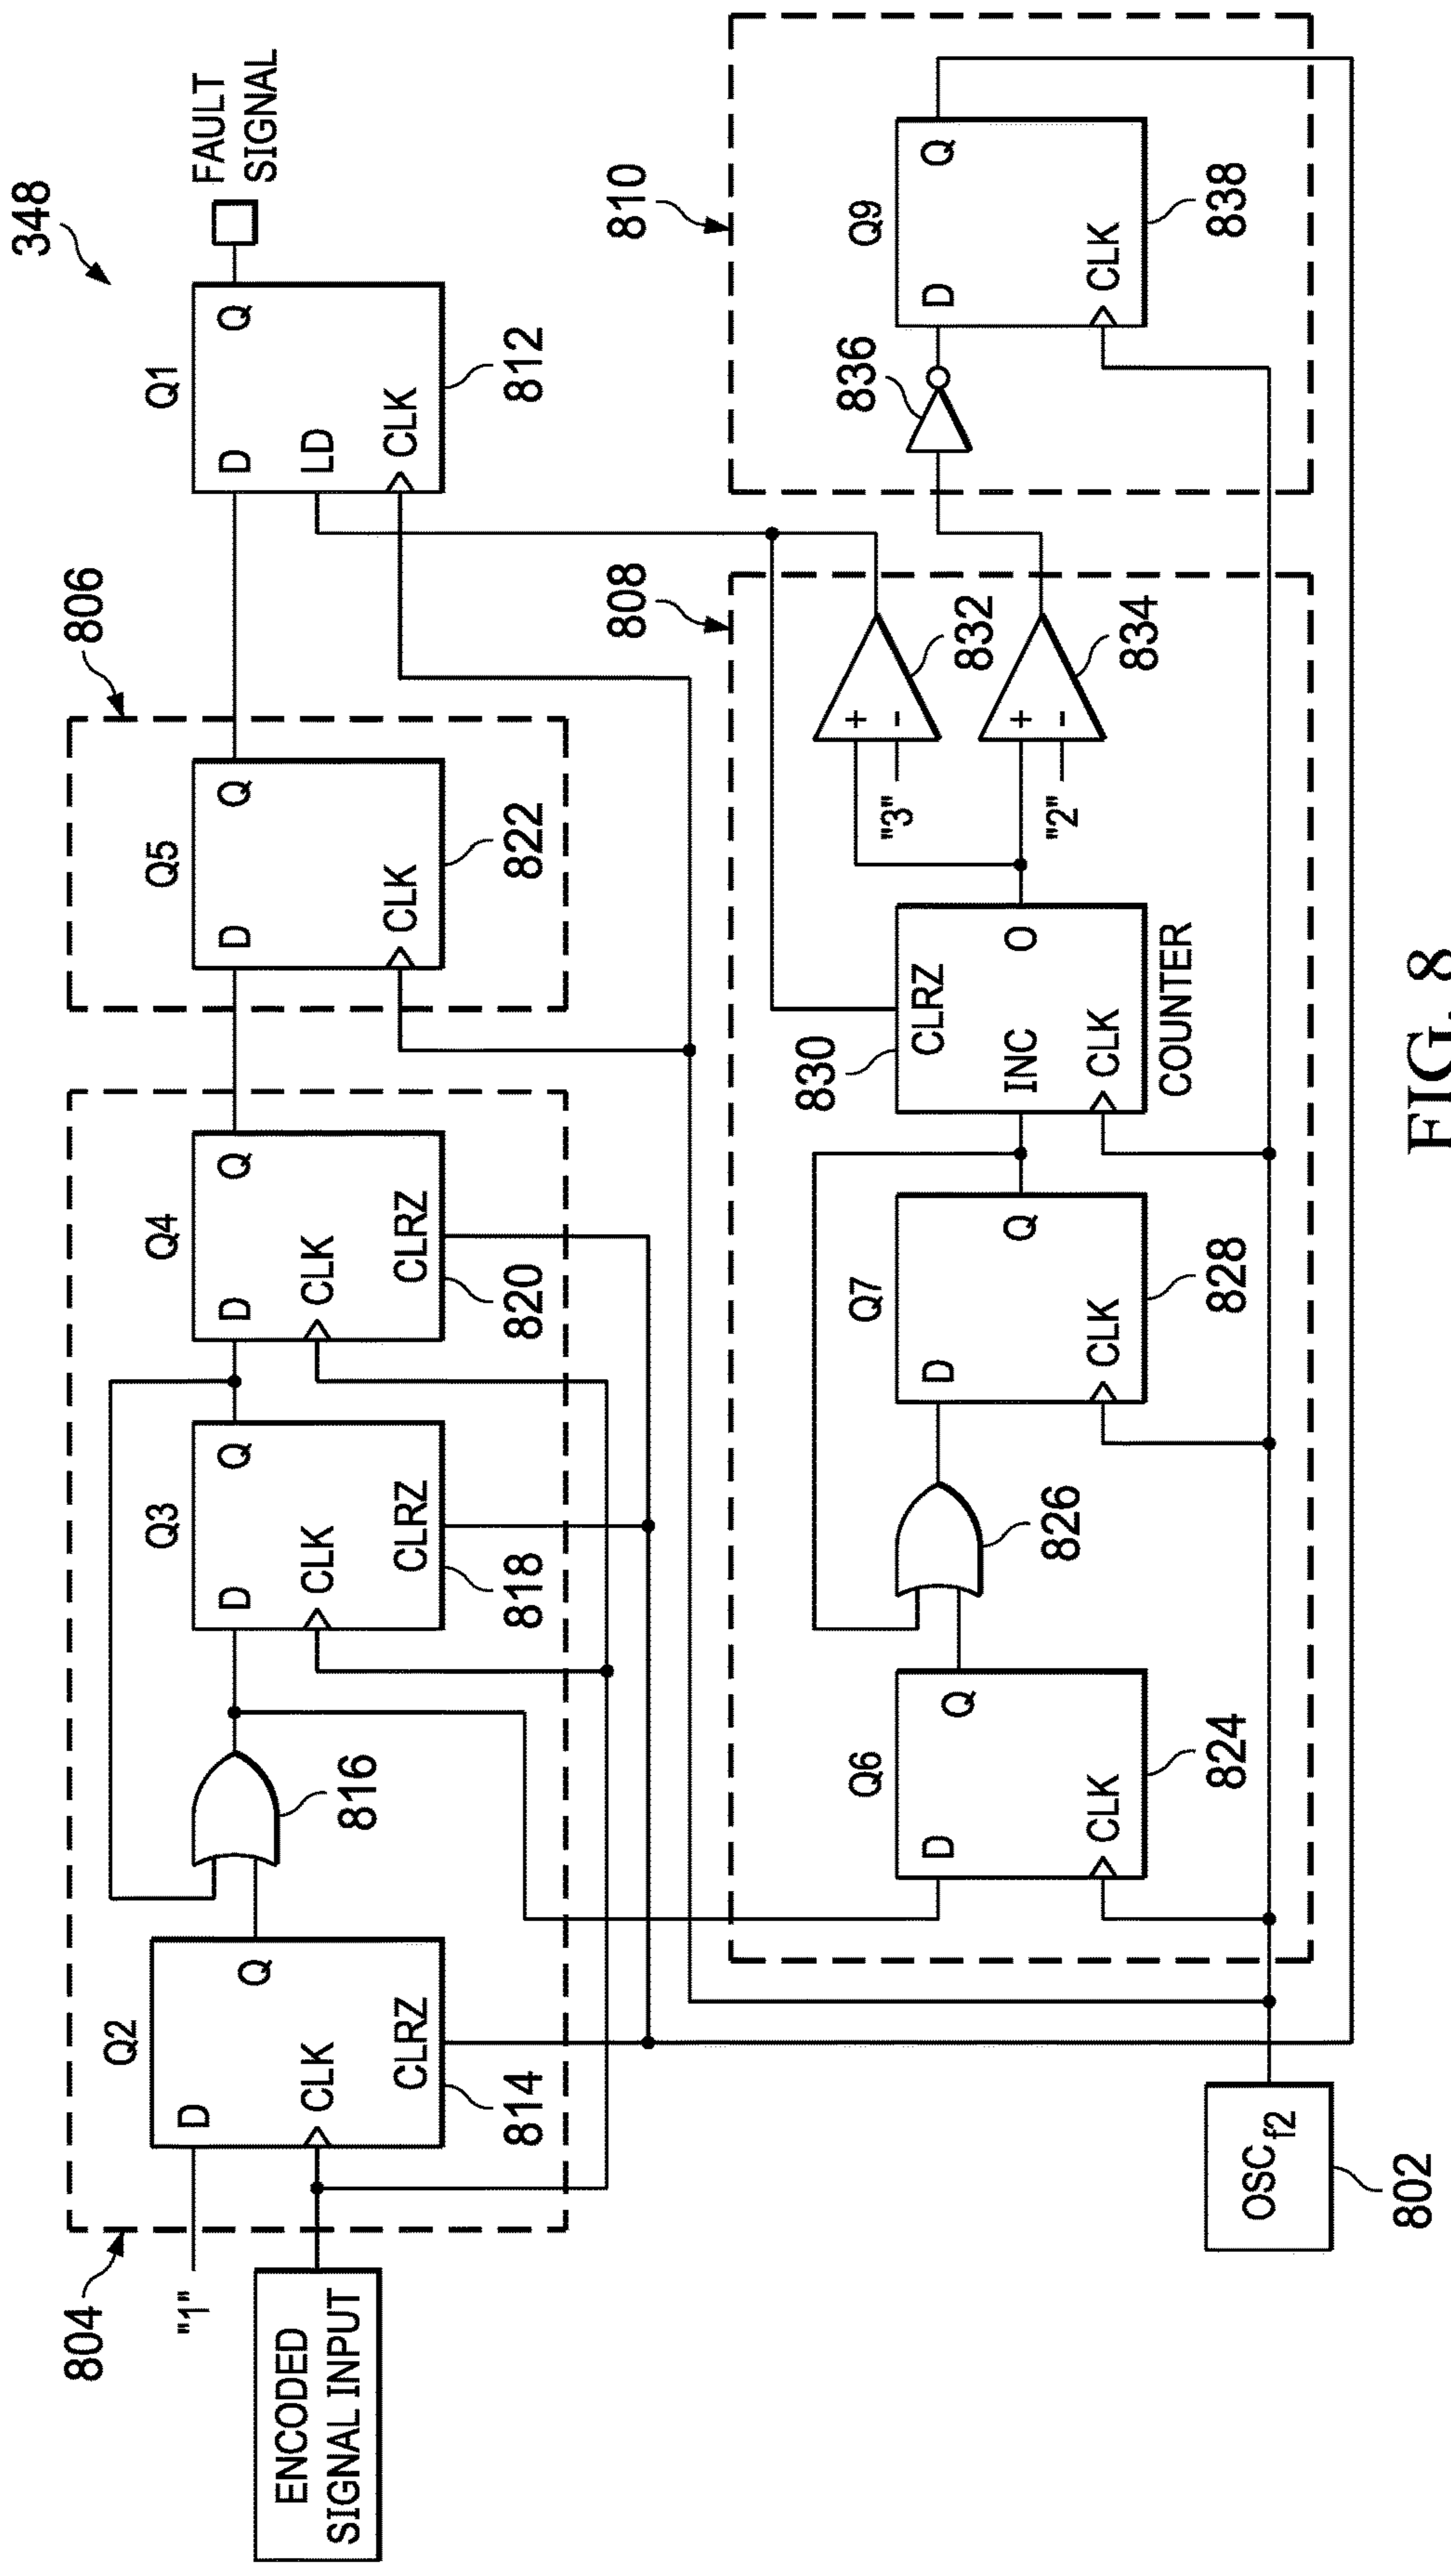 348
FAULT
SIGNAL
804
"1"
ENCODED
SIGNAL INPUT
Q2
D
Q
CLK
CLRZ
814
816
Q3
D
Q
CLK
CLRZ
818
Q4
D
Q
CLK
CLRZ
820
806
Q5
D
Q
CLK
822
Q1
D
Q
LD
CLK
812
808
Q6
D
Q
CLK
824
826
Q7
D
Q
CLK
828
830
CLRZ
INC
O
CLK
COUNTER
+
-
"3"
832
+
-
"2"
834
810
836
Q9
D
Q
CLK
838
OSCf2
802
FIG. 8